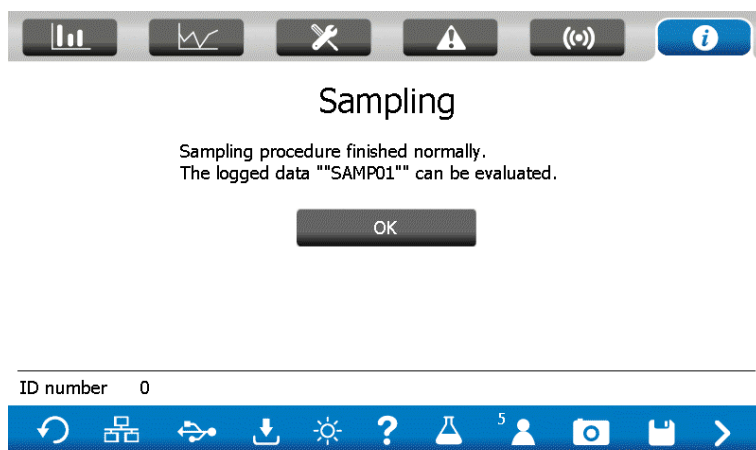 Sampling
Sampling procedure finished normally.
The logged data ""SAMP01"" can be evaluated.
OK
ID number 0
5